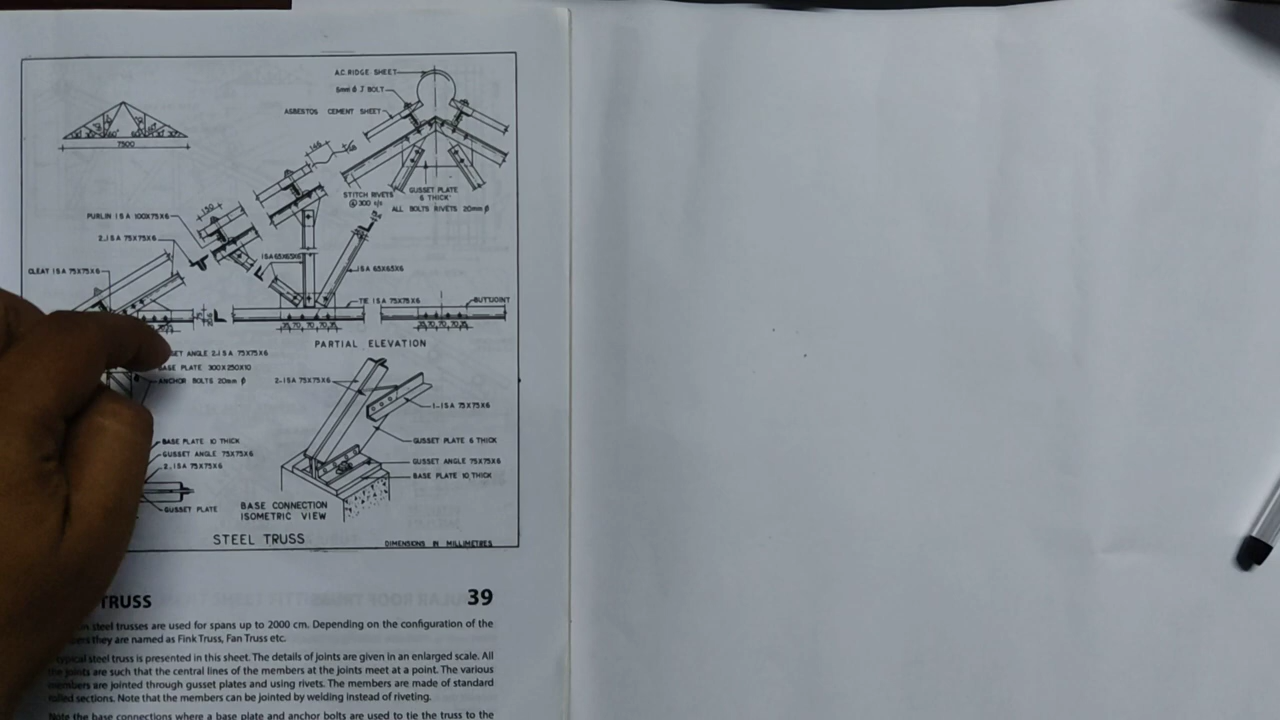 A.C. RIDGE SHEET
6mm ϕ J BOLT
ASBESTOS CEMENT SHEET
7500
STITCH RIVETS
@ 300 c/c
GUSSET PLATE
6 THICK
ALL BOLTS RIVETS 20mm ϕ
150
PURLIN I S A 100X75X6
2.ISA 75X75X6
CLEAT ISA 75X75X6
ISA 65X65X6
ISA 65X65X6
TIE ISA 75X75X6
BUTTJOINT
PARTIAL ELEVATION
SET ANGLE 2-I S A 75X75X6
BASE PLATE 300X250X10
ANCHOR BOLTS 20mm ϕ
2-ISA 75X75X6
1-ISA 75X75X6
BASE PLATE 10 THICK
GUSSET ANGLE 75X75X6
2.ISA 75X75X6
GUSSET PLATE
GUSSET PLATE 6 THICK
GUSSET ANGLE 75X75X6
BASE PLATE 10 THICK
BASE CONNECTION
ISOMETRIC VIEW
STEEL TRUSS
DIMENSIONS IN MILLIMETRES
TRUSS 39
steel trusses are used for spans up to 2000 cm. Depending on the configuration of the
they are named as Fink Truss, Fan Truss etc.
typical steel truss is presented in this sheet. The details of joints are given in an enlarged scale. All
joints are such that the central lines of the members at the joints meet at a point. The various
members are jointed through gusset plates and using rivets. The members are made of standard
rolled sections. Note that the members can be jointed by welding instead of riveting.
Note the base connections where a base plate and anchor bolts are used to tie the truss to the